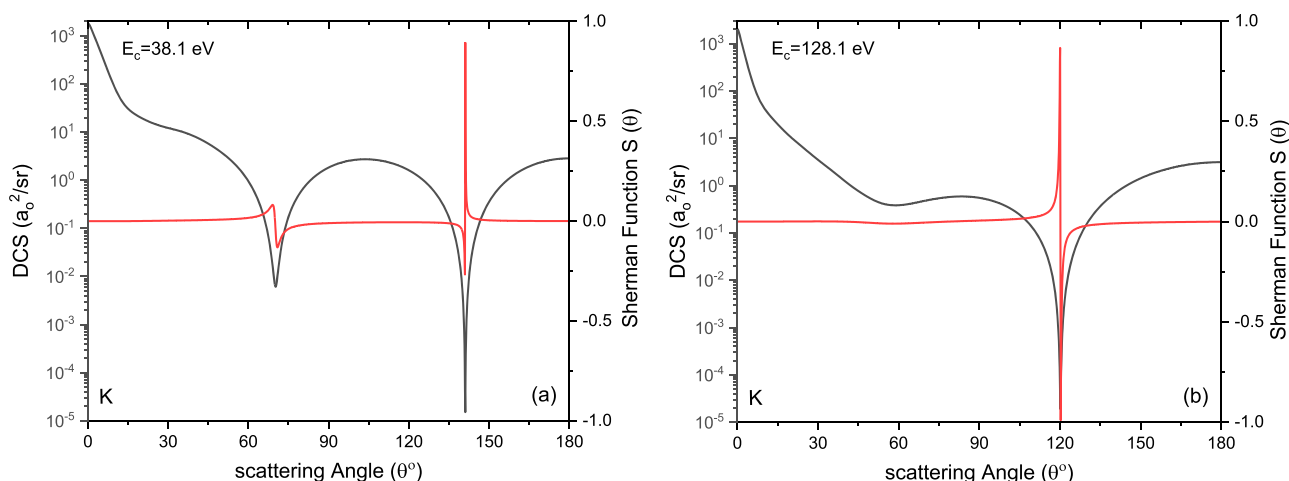 E_c=38.1 eV
DCS (a_o^2/sr)
10^3
10^2
10^1
10^0
10^-1
10^-2
10^-3
10^-4
10^-5
1.0
0.5
0.0
-0.5
-1.0
Sherman Function S (θ)
K
(a)
0 30 60 90 120 150 180
scattering Angle (θ°)
E_c=128.1 eV
DCS (a_o^2/sr)
10^3
10^2
10^1
10^0
10^-1
10^-2
10^-3
10^-4
10^-5
1.0
0.5
0.0
-0.5
-1.0
Sherman Function S (θ)
K
(b)
0 30 60 90 120 150 180
scattering Angle (θ°)